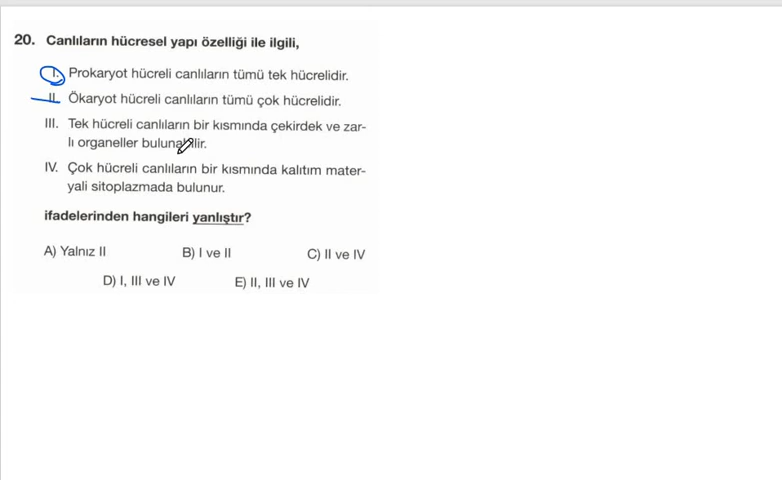 20. Canlıların hücresel yapı özelliği ile ilgili,
I. Prokaryot hücreli canlıların tümü tek hücrelidir.
II. Ökaryot hücreli canlıların tümü çok hücrelidir.
III. Tek hücreli canlıların bir kısmında çekirdek ve zar-
lı organeller bulunabilir.
IV. Çok hücreli canlıların bir kısmında kalıtım mater-
yali sitoplazmada bulunur.
ifadelerinden hangileri yanlıştır?
A) Yalnız II B) I ve II C) II ve IV
D) I, III ve IV E) II, III ve IV